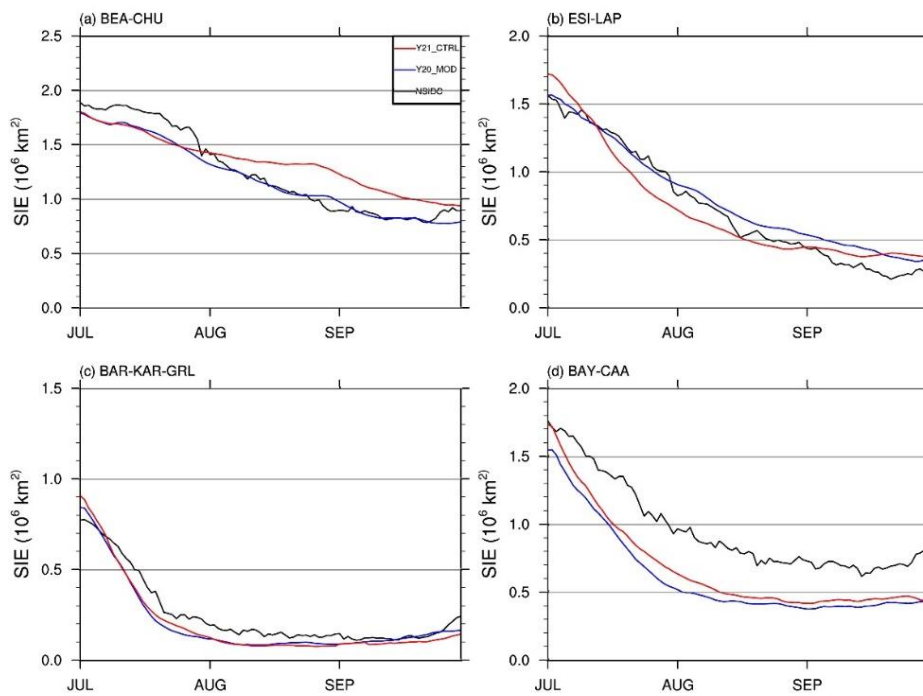 (a) BEA-CHU
2.5
2.0
1.5
1.0
0.5
0.0
SIE (10⁶ km²)
JUL AUG SEP
Y21_CTRL
Y20_MOD
NSIDC
(b) ESI-LAP
2.0
1.5
1.0
0.5
0.0
SIE (10⁶ km²)
JUL AUG SEP
(c) BAR-KAR-GRL
1.5
1.0
0.5
0.0
SIE (10⁶ km²)
JUL AUG SEP
(d) BAY-CAA
2.0
1.5
1.0
0.5
0.0
SIE (10⁶ km²)
JUL AUG SEP